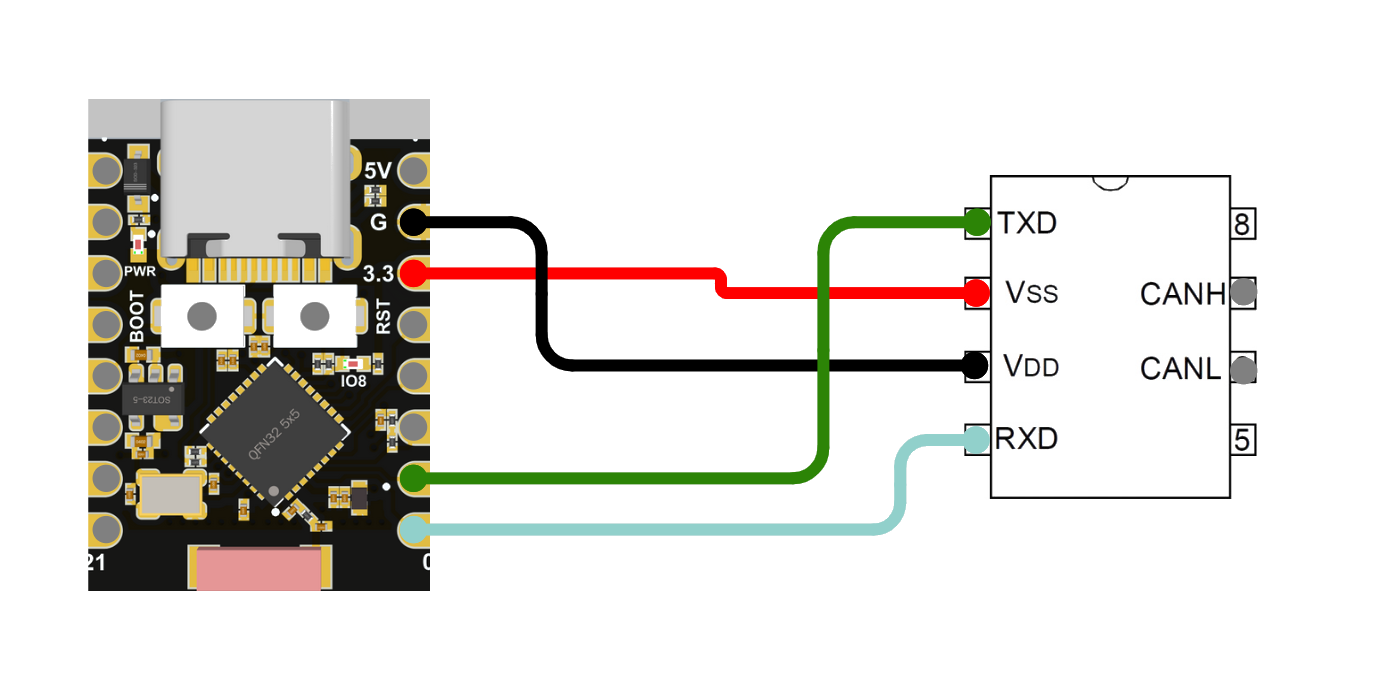 5V
G
3.3
PWR
BOOT
RST
IO8
SOT23-5
QFN32 5x5
21
0
TXD
VSS
VDD
RXD
8
CANH
CANL
5